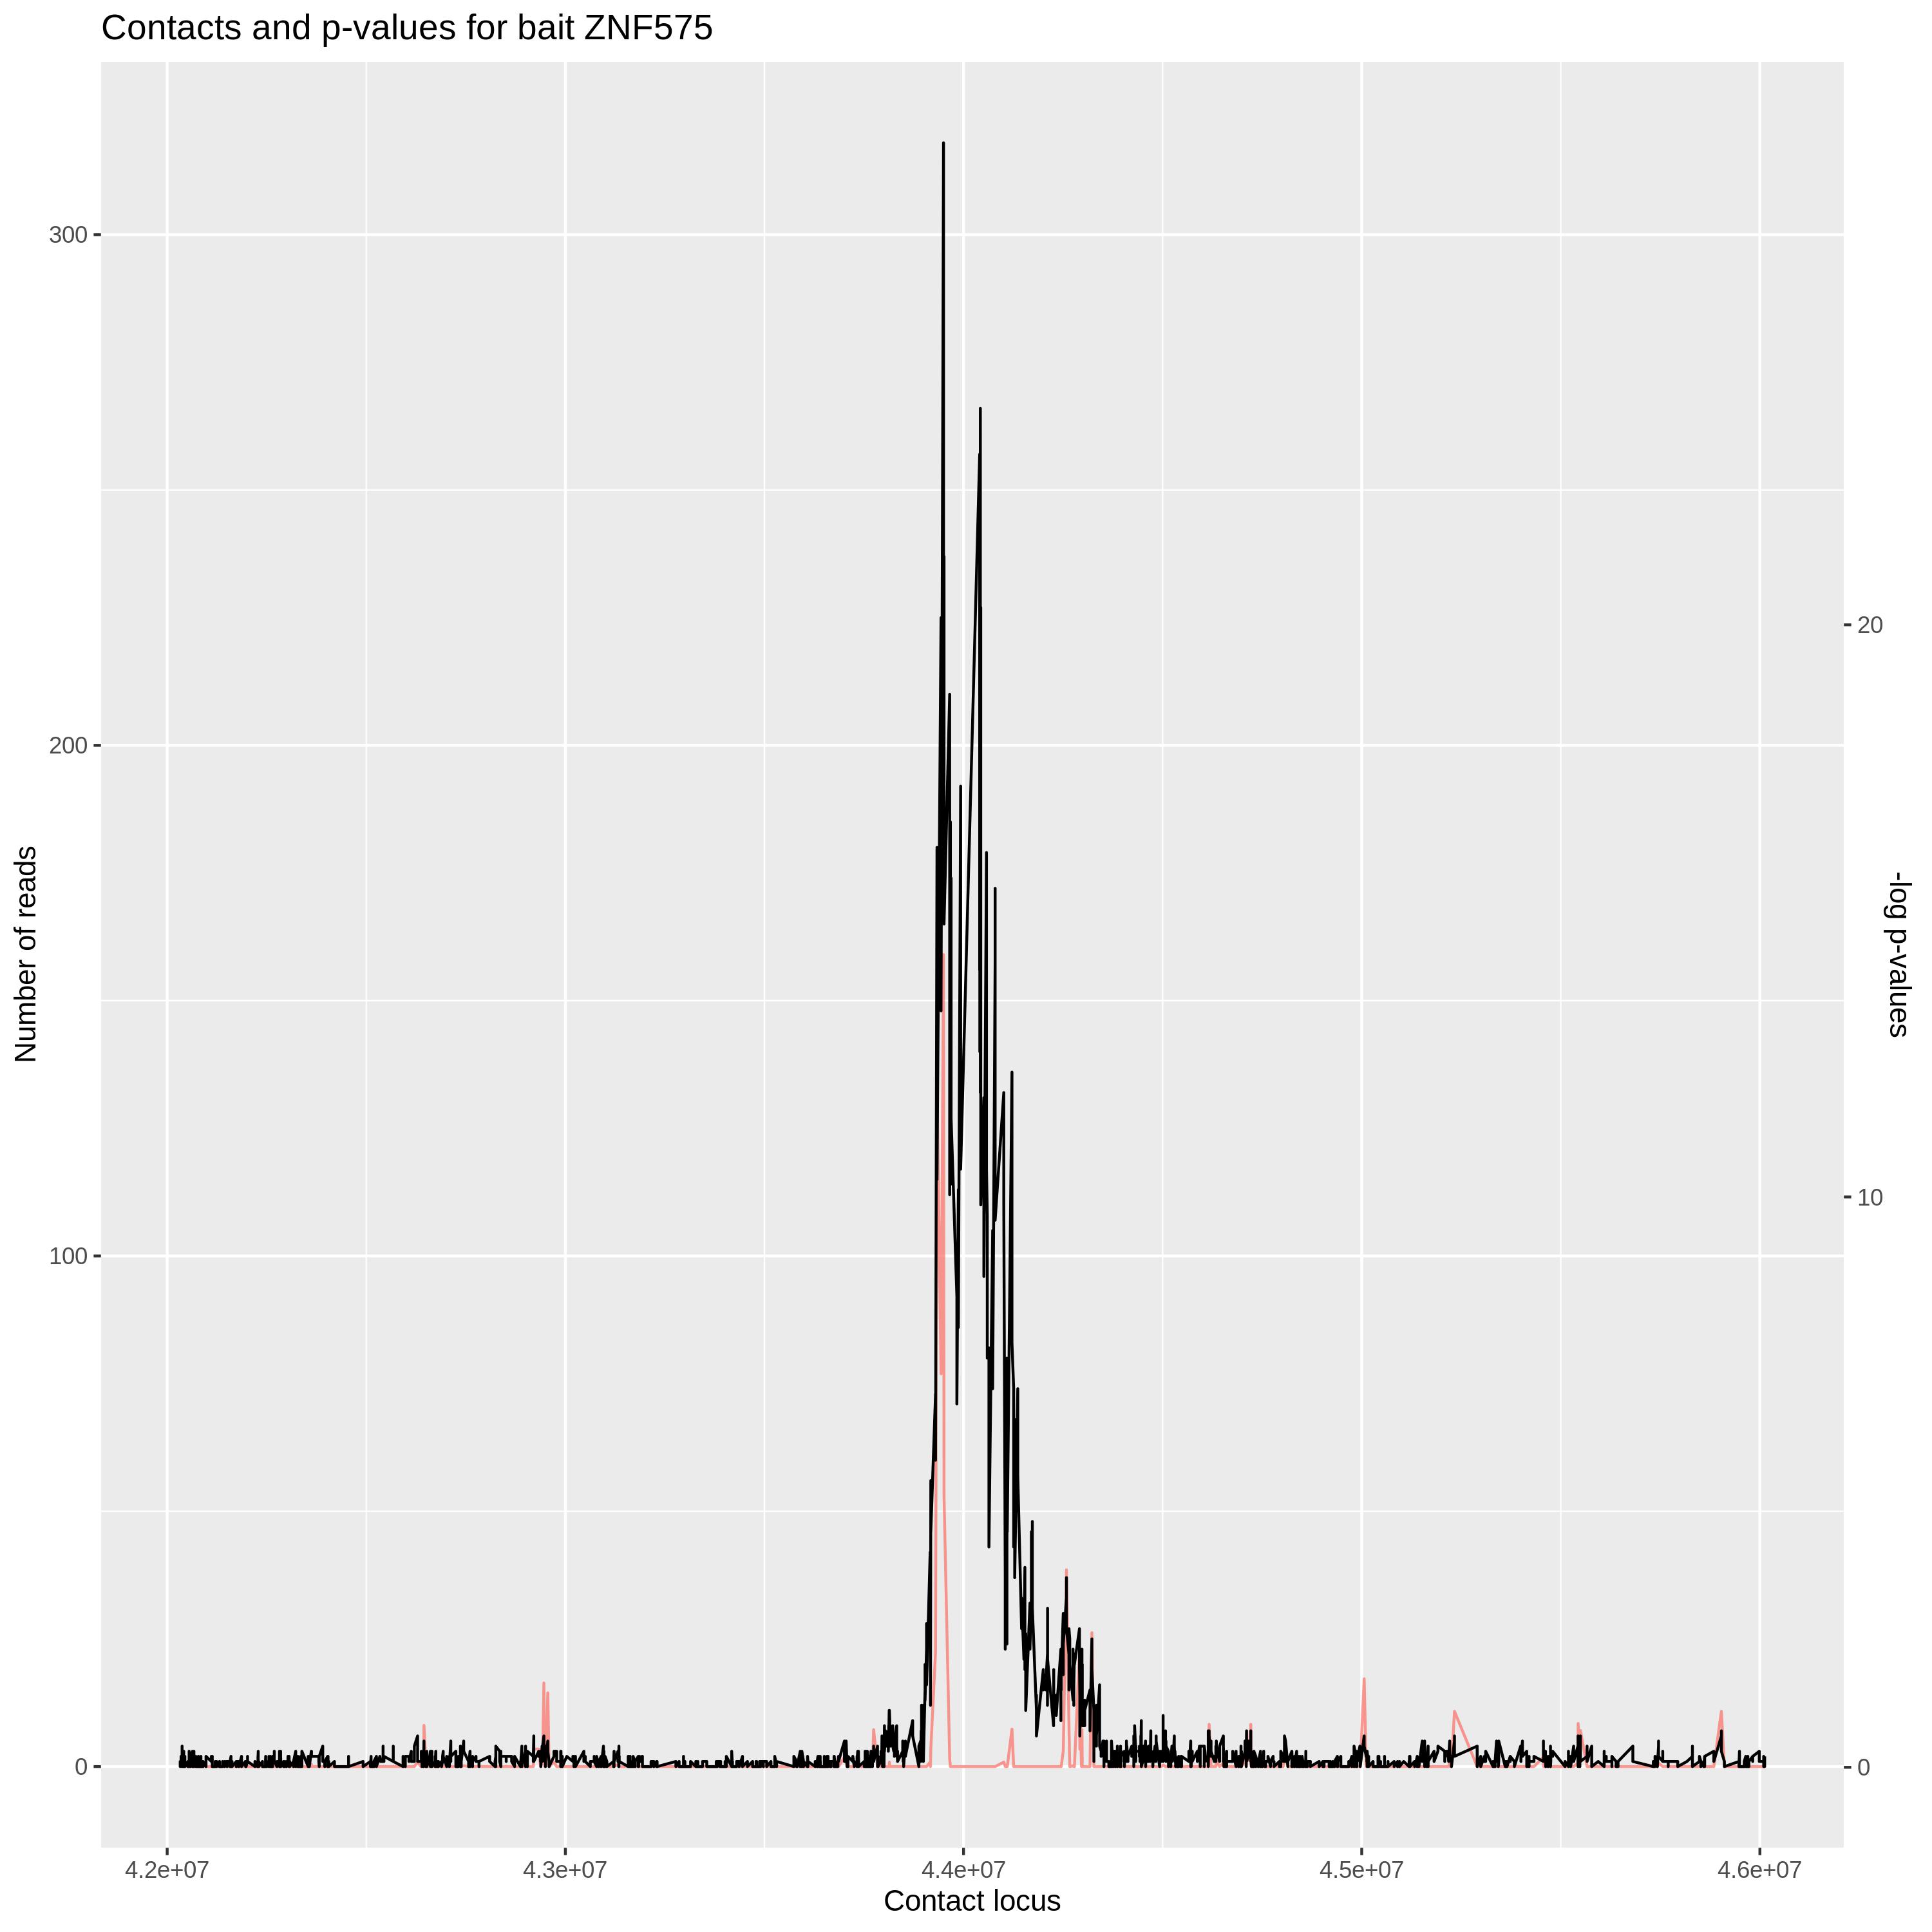 Contacts and p-values for bait ZNF575
300
200
100
0
20
10
0
Number of reads
-log p-values
4.2e+07 4.3e+07 4.4e+07 4.5e+07 4.6e+07
Contact locus